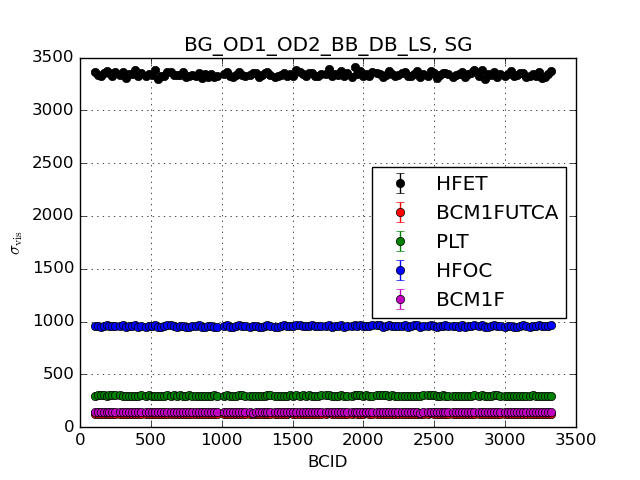 BG_OD1_OD2_BB_DB_LS, SG
3500
3000
2500
2000
1500
1000
500
0
σvis
HFET
BCM1FUTCA
PLT
HFOC
BCM1F
0 500 1000 1500 2000 2500 3000 3500
BCID